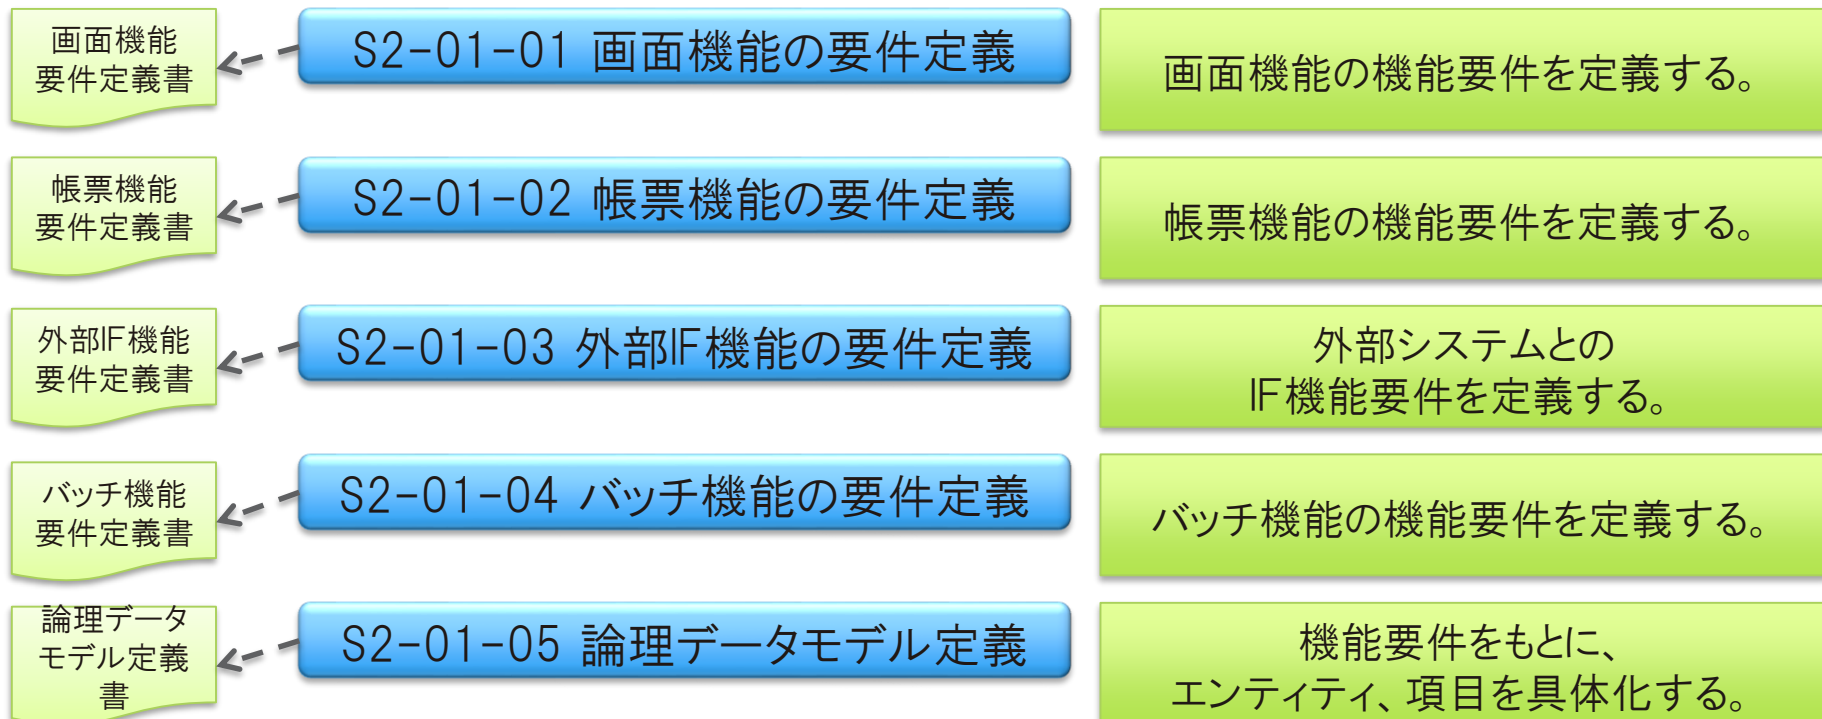 画面機能
要件定義書
S2-01-01 画面機能の要件定義
画面機能の機能要件を定義する。
帳票機能
要件定義書
S2-01-02 帳票機能の要件定義
帳票機能の機能要件を定義する。
外部IF機能
要件定義書
S2-01-03 外部IF機能の要件定義
外部システムとの
IF機能要件を定義する。
バッチ機能
要件定義書
S2-01-04 バッチ機能の要件定義
バッチ機能の機能要件を定義する。
論理データ
モデル定義
書
S2-01-05 論理データモデル定義
機能要件をもとに、
エンティティ、項目を具体化する。